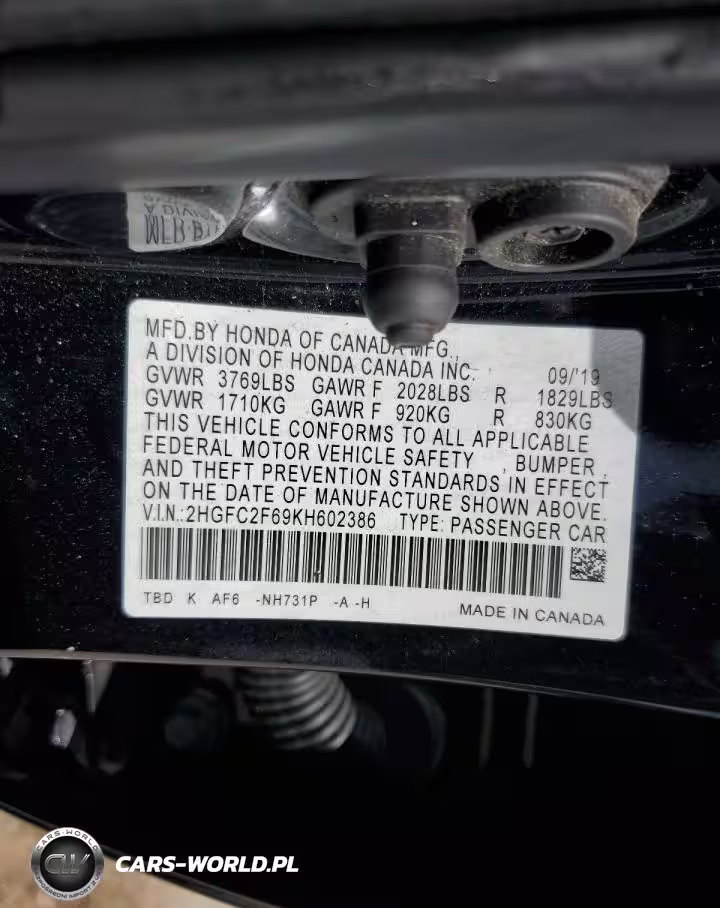 MFD.BY HONDA OF CANADA MFG.,
A DIVISION OF HONDA CANADA INC. 09/'19
GVWR 3769LBS GAWR F 2028LBS R 1829LBS
GVWR 1710KG GAWR F 920KG R 830KG
THIS VEHICLE CONFORMS TO ALL APPLICABLE
FEDERAL MOTOR VEHICLE SAFETY , BUMPER ,
AND THEFT PREVENTION STANDARDS IN EFFECT
ON THE DATE OF MANUFACTURE SHOWN ABOVE.
V.I.N.:2HGFC2F69KH602386 TYPE: PASSENGER CAR
TBD K AF6 -NH731P -A -H MADE IN CANADA
CARS-WORLD
CW
CARS-WORLD.PL